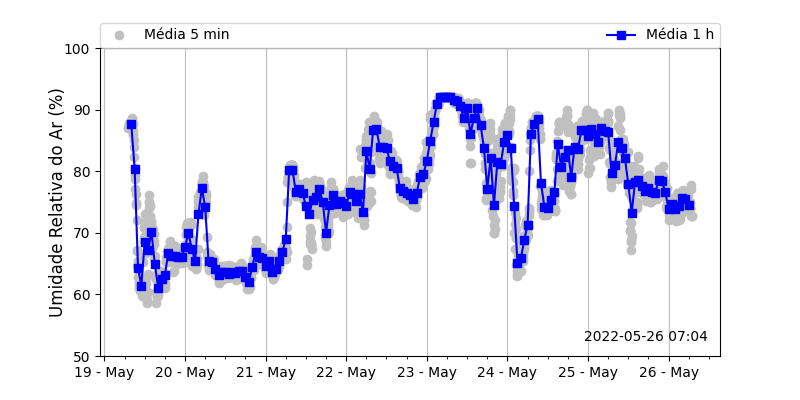 Média 5 min
Média 1 h
Umidade Relativa do Ar (%)
100
90
80
70
60
50
2022-05-26 07:04
19 - May
20 - May
21 - May
22 - May
23 - May
24 - May
25 - May
26 - May